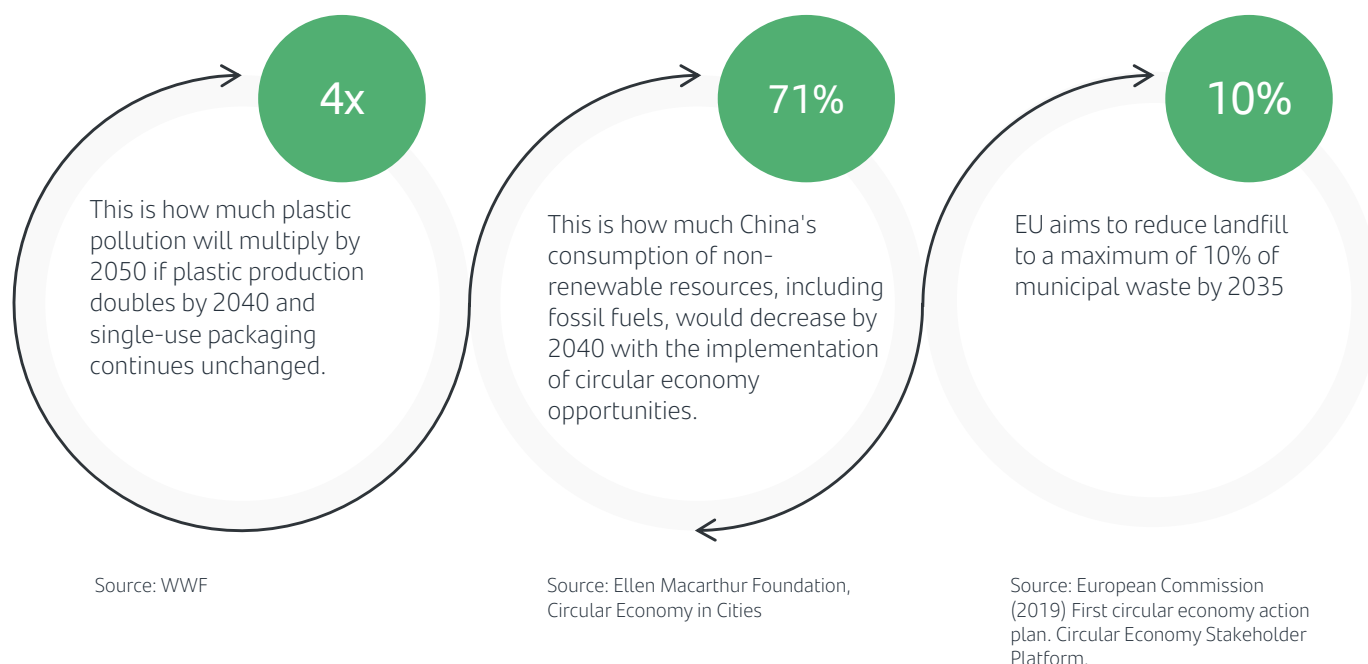 4x
This is how much plastic
pollution will multiply by
2050 if plastic production
doubles by 2040 and
single-use packaging
continues unchanged.
Source: WWF
71%
This is how much China's
consumption of non-
renewable resources, including
fossil fuels, would decrease by
2040 with the implementation
of circular economy
opportunities.
Source: Ellen Macarthur Foundation,
Circular Economy in Cities
10%
EU aims to reduce landfill
to a maximum of 10% of
municipal waste by 2035
Source: European Commission
(2019) First circular economy action
plan. Circular Economy Stakeholder
Platform.